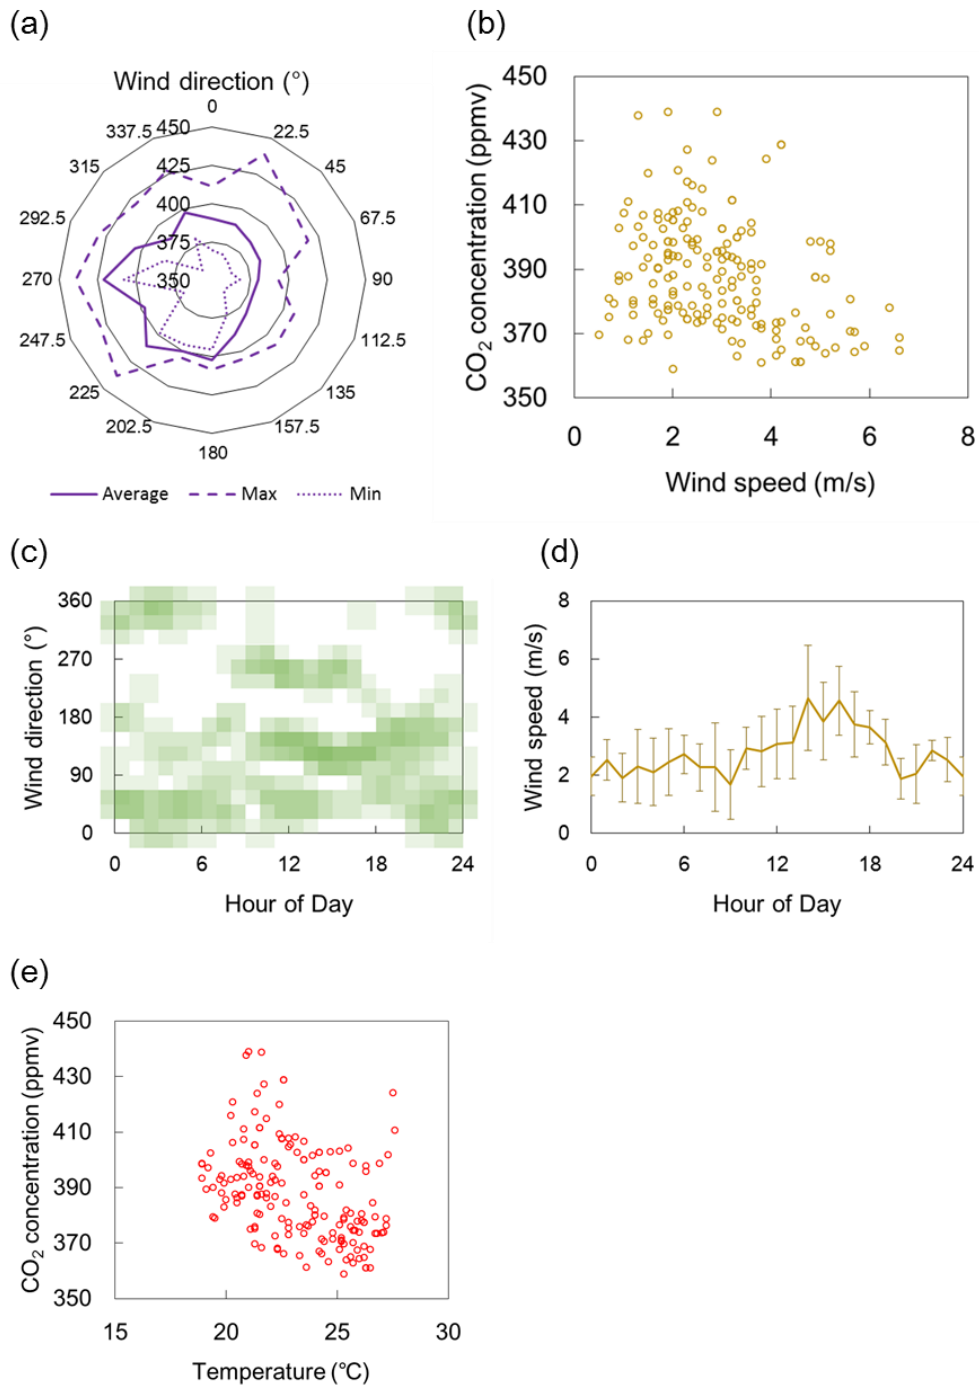 (a)
Wind direction (°)
0
22.5
45
67.5
90
112.5
135
157.5
180
202.5
225
247.5
270
292.5
315
337.5
450
425
400
375
350
Average Max Min
(b)
CO₂ concentration (ppmv)
450
430
410
390
370
350
0 2 4 6 8
Wind speed (m/s)
(c)
Wind direction (°)
360
270
180
90
0
0 6 12 18 24
Hour of Day
(d)
Wind speed (m/s)
8
6
4
2
0
0 6 12 18 24
Hour of Day
(e)
CO₂ concentration (ppmv)
450
430
410
390
370
350
15 20 25 30
Temperature (℃)